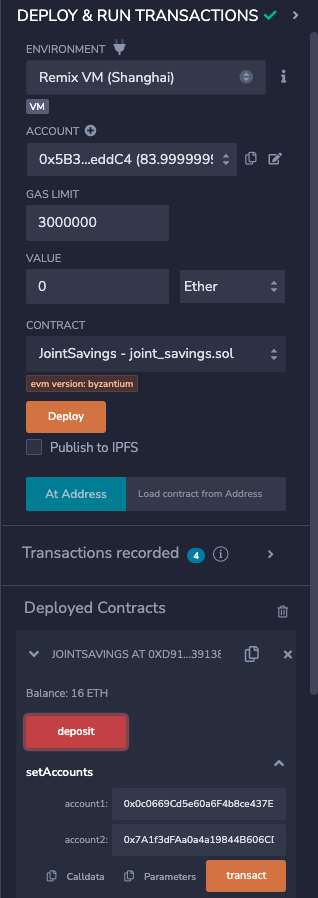 DEPLOY & RUN TRANSACTIONS
ENVIRONMENT
Remix VM (Shanghai)
VM
ACCOUNT
0x5B3...eddC4 (83.9999999
GAS LIMIT
3000000
VALUE
0 Ether
CONTRACT
JointSavings - joint_savings.sol
evm version: byzantium
Deploy
Publish to IPFS
At Address Load contract from Address
Transactions recorded 4 i
Deployed Contracts
JOINTSAVINGS AT 0XD91...39138
Balance: 16 ETH
deposit
setAccounts
account1: 0x0c0669Cd5e60a6F4b8ce437E
account2: 0x7A1f3dFAa0a4a19844B606CD
Calldata Parameters transact